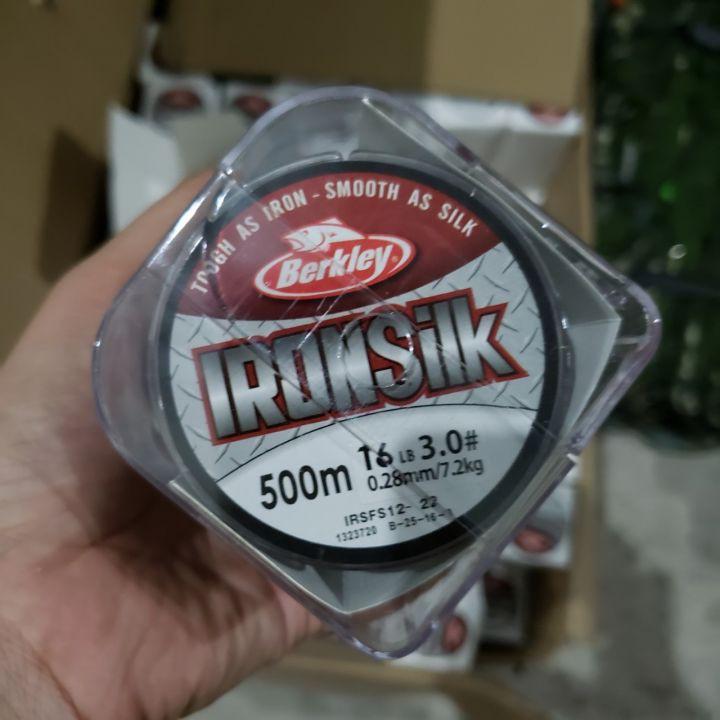 TOUGH AS IRON - SMOOTH AS SILK
Berkley
IRONSilk
500m 16 LB 3.0#
0.28mm/7.2kg
IRSFS12- 22
1323720